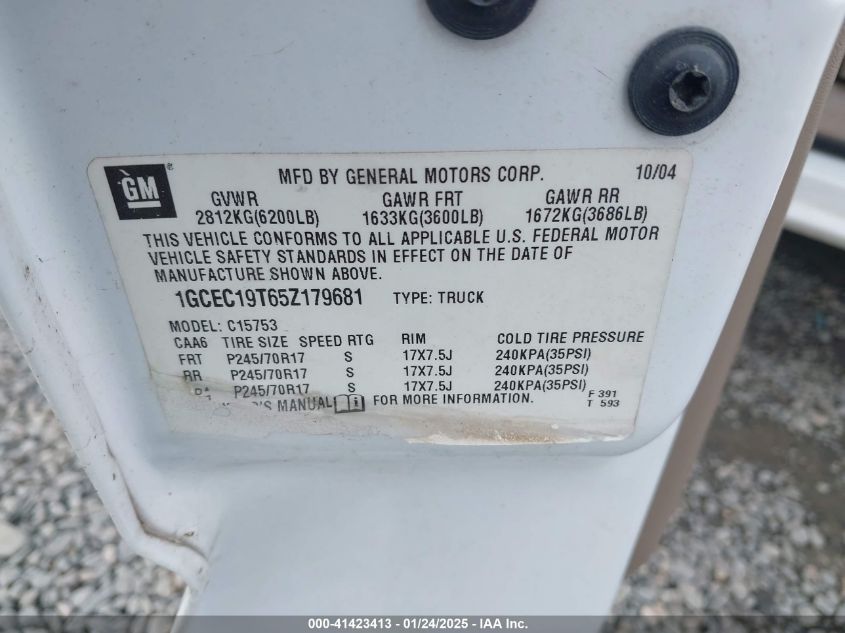 GM ® MFD BY GENERAL MOTORS CORP. 10/04
GVWR GAWR FRT GAWR RR
2812KG(6200LB) 1633KG(3600LB) 1672KG(3686LB)
THIS VEHICLE CONFORMS TO ALL APPLICABLE U.S. FEDERAL MOTOR
VEHICLE SAFETY STANDARDS IN EFFECT ON THE DATE OF
MANUFACTURE SHOWN ABOVE.
1GCEC19T65Z179681 TYPE: TRUCK
MODEL: C15753
CAA6 TIRE SIZE SPEED RTG RIM COLD TIRE PRESSURE
FRT P245/70R17 S 17X7.5J 240KPA(35PSI)
RR P245/70R17 S 17X7.5J 240KPA(35PSI)
P245/70R17 S 17X7.5J 240KPA(35PSI)
MANUAL FOR MORE INFORMATION.
F 391
T 593
000-41423413 - 01/24/2025 - IAA Inc.